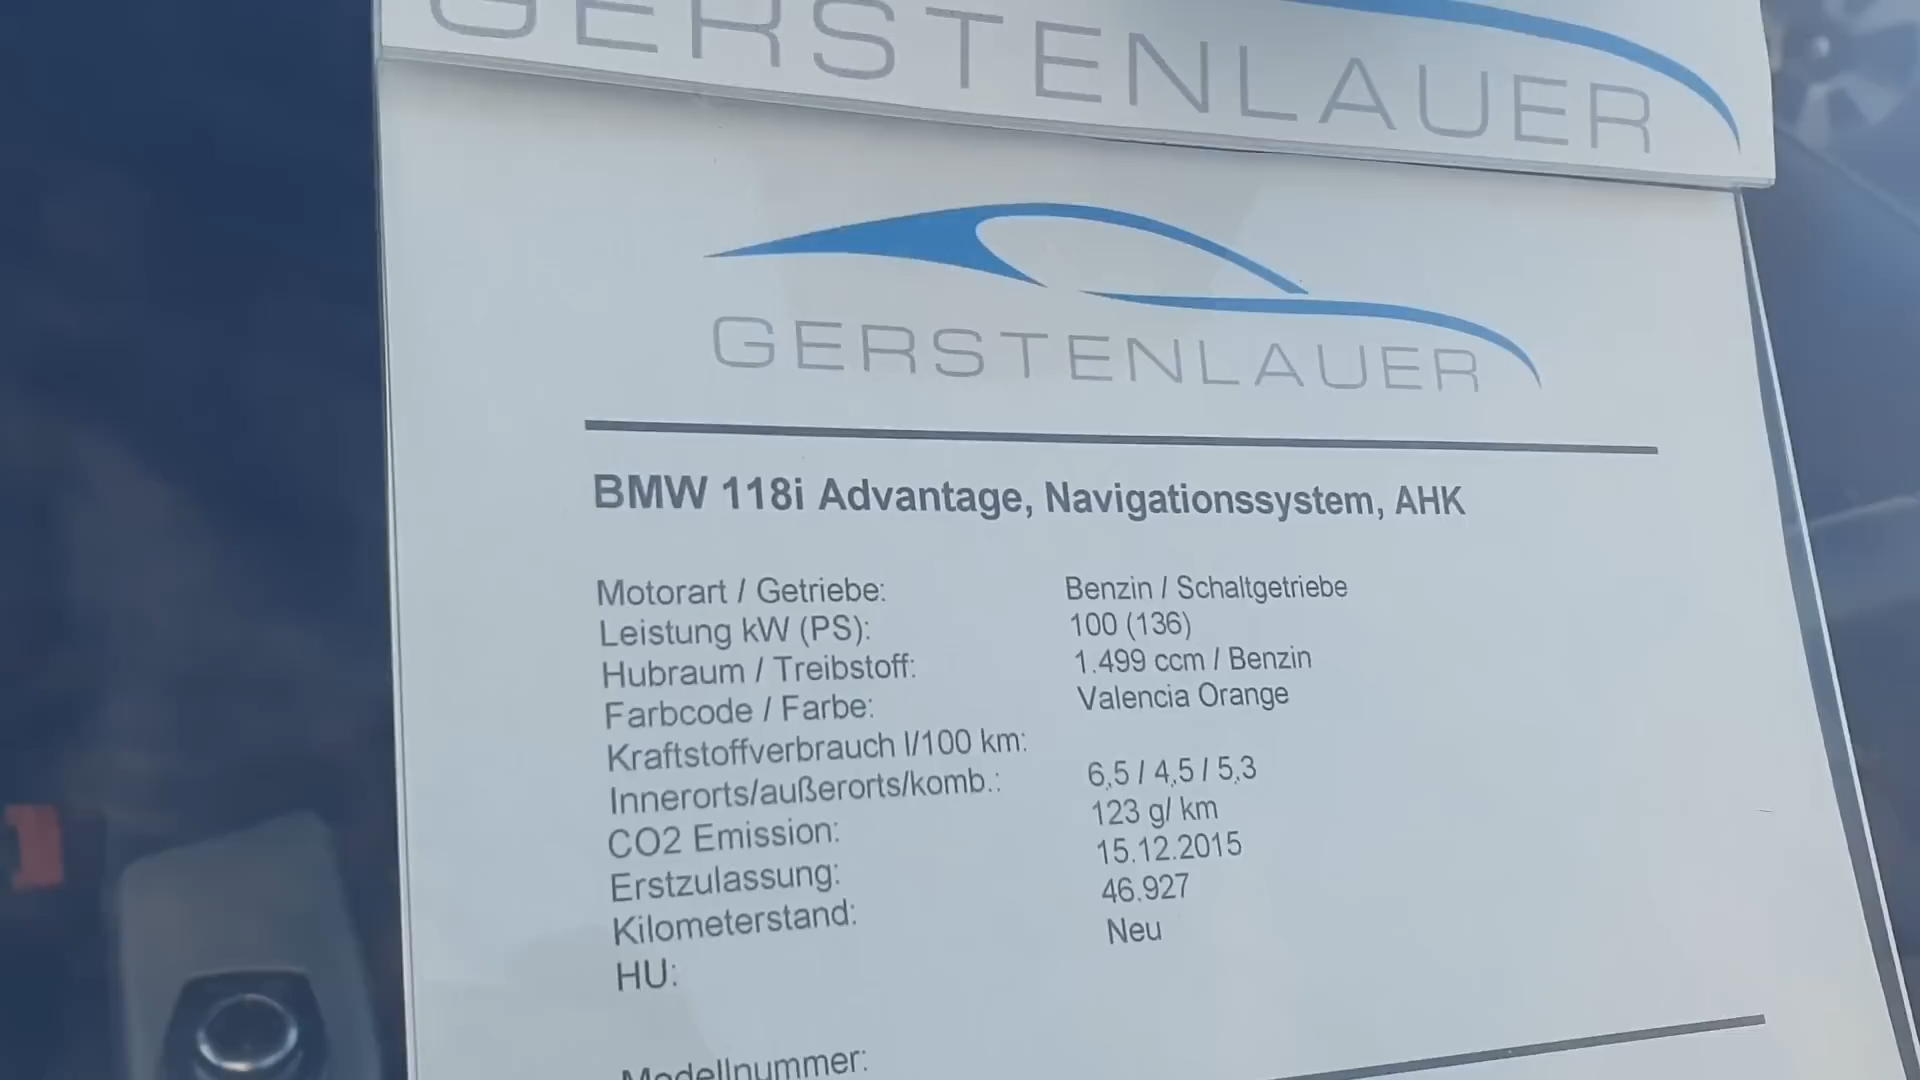 GERSTENLAUER
GERSTENLAUER
BMW 118i Advantage, Navigationssystem, AHK
Motorart / Getriebe: Benzin / Schaltgetriebe
Leistung kW (PS): 100 (136)
Hubraum / Treibstoff: 1.499 ccm / Benzin
Farbcode / Farbe: Valencia Orange
Kraftstoffverbrauch l/100 km:
Innerorts/außerorts/komb.: 6,5 / 4,5 / 5,3
CO2 Emission: 123 g/ km
Erstzulassung: 15.12.2015
Kilometerstand: 46.927
HU: Neu
Modellnummer: